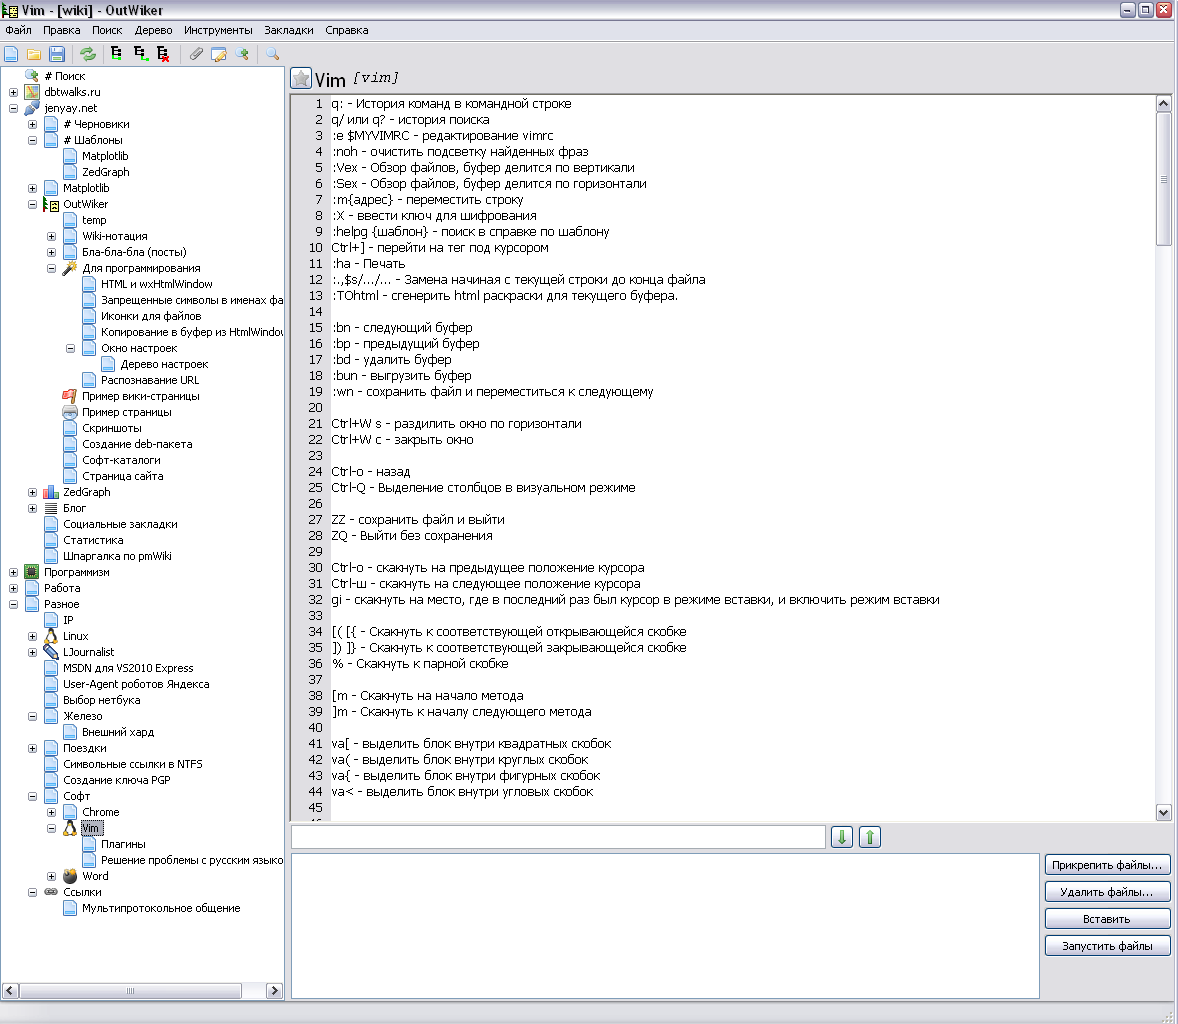 Vim - [wiki] - OutWiker
Файл Правка Поиск Дерево Инструменты Закладки Справка
# Поиск
dbtwalks.ru
jenyay.net
# Черновики
# Шаблоны
Matplotlib
ZedGraph
Matplotlib
OutWiker
temp
Wiki-нотация
Бла-бла-бла (посты)
Для программирования
HTML и wxHtmlWindow
Запрещенные символы в именах фа
Иконки для файлов
Копирование в буфер из HtmlWindow
Окно настроек
Дерево настроек
Распознавание URL
Пример вики-страницы
Пример страницы
Скриншоты
Создание deb-пакета
Софт-каталоги
Страница сайта
ZedGraph
Блог
Социальные закладки
Статистика
Шпаргалка по pmWiki
Программизм
Работа
Разное
IP
Linux
LJournalist
MSDN для VS2010 Express
User-Agent роботов Яндекса
Выбор нетбука
Железо
Внешний хард
Поездки
Символьные ссылки в NTFS
Создание ключа PGP
Софт
Chrome
Vim
Плагины
Решение проблемы с русским языко
Word
Ссылки
Мультипротокольное общение
Vim [vim]
1 q: - История команд в командной строке
2 q/ или q? - история поиска
3 :e $MYVIMRC - редактирование vimrc
4 :noh - очистить подсветку найденных фраз
5 :Vex - Обзор файлов, буфер делится по вертикали
6 :Sex - Обзор файлов, буфер делится по горизонтали
7 :m{адрес} - переместить строку
8 :X - ввести ключ для шифрования
9 :helpg {шаблон} - поиск в справке по шаблону
10 Ctrl+] - перейти на тег под курсором
11 :ha - Печать
12 :.,$s/.../... - Замена начиная с текущей строки до конца файла
13 :TOhtml - сгенерить html раскраски для текущего буфера.
14
15 :bn - следующий буфер
16 :bp - предыдущий буфер
17 :bd - удалить буфер
18 :bun - выгрузить буфер
19 :wn - сохранить файл и переместиться к следующему
20
21 Ctrl+W s - раздилить окно по горизонтали
22 Ctrl+W c - закрыть окно
23
24 Ctrl-o - назад
25 Ctrl-Q - Выделение столбцов в визуальном режиме
26
27 ZZ - сохранить файл и выйти
28 ZQ - Выйти без сохранения
29
30 Ctrl-o - скакнуть на предыдущее положение курсора
31 Ctrl-ш - скакнуть на следующее положение курсора
32 gi - скакнуть на место, где в последний раз был курсор в режиме вставки, и включить режим вставки
33
34 [( [{ - Скакнуть к соответствующей открывающейся скобке
35 ]) ]} - Скакнуть к соответствующей закрывающейся скобке
36 % - Скакнуть к парной скобке
37
38 [m - Скакнуть на начало метода
39 ]m - Скакнуть к началу следующего метода
40
41 va[ - выделить блок внутри квадратных скобок
42 va( - выделить блок внутри круглых скобок
43 va{ - выделить блок внутри фигурных скобок
44 va< - выделить блок внутри угловых скобок
45
Прикрепить файлы...
Удалить файлы...
Вставить
Запустить файлы